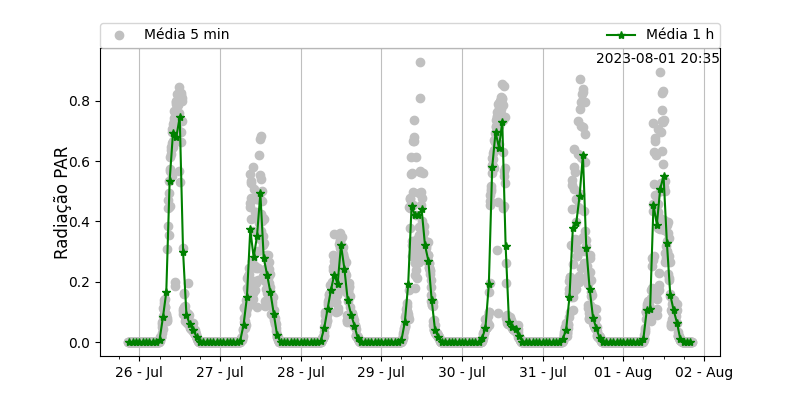 Média 5 min
Média 1 h
2023-08-01 20:35
Radiação PAR
0.8
0.6
0.4
0.2
0.0
26 - Jul
27 - Jul
28 - Jul
29 - Jul
30 - Jul
31 - Jul
01 - Aug
02 - Aug